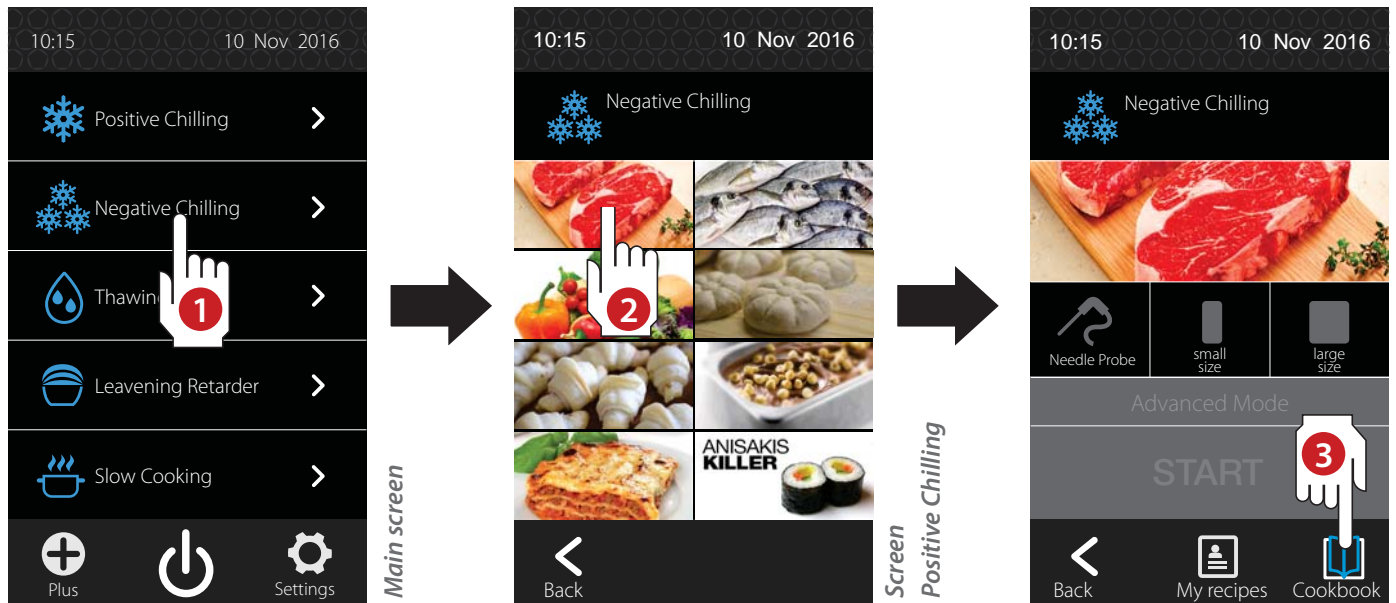 10:15 10 Nov 2016
Positive Chilling
Negative Chilling
1
Leavening Retarder
Slow Cooking
Plus
Settings
Main screen
10:15 10 Nov 2016
Negative Chilling
2
ANISAKIS
KILLER
Back
Screen
Positive Chilling
10:15 10 Nov 2016
Negative Chilling
Needle Probe
small
size
large
size
Advanced Mode
START
3
Back
My recipes
Cookbook